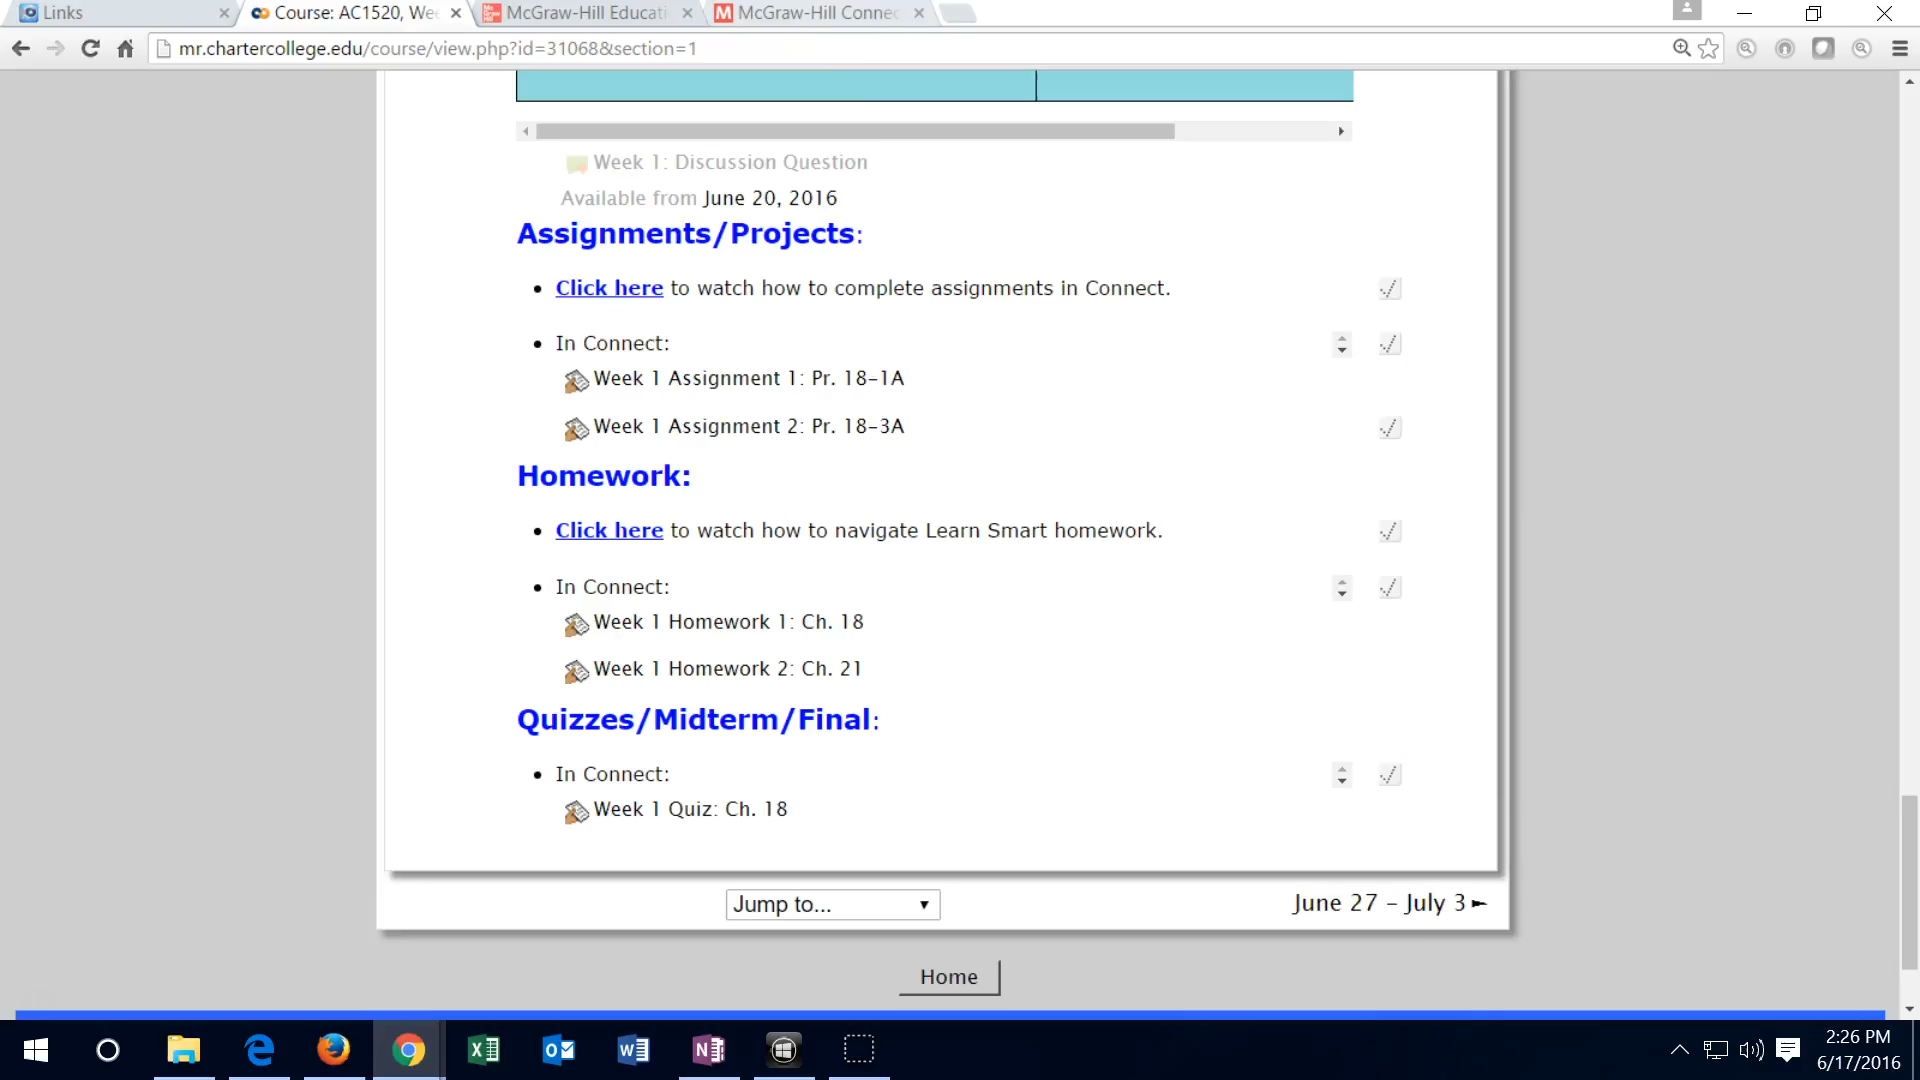 Links
Course: AC1520, We
McGraw-Hill Educati
McGraw-Hill Connec
mr.chartercollege.edu/course/view.php?id=31068&section=1
Week 1: Discussion Question
Available from June 20, 2016
Assignments/Projects:
Click here to watch how to complete assignments in Connect.
In Connect:
Week 1 Assignment 1: Pr. 18-1A
Week 1 Assignment 2: Pr. 18-3A
Homework:
Click here to watch how to navigate Learn Smart homework.
In Connect:
Week 1 Homework 1: Ch. 18
Week 1 Homework 2: Ch. 21
Quizzes/Midterm/Final:
In Connect:
Week 1 Quiz: Ch. 18
Jump to...
June 27 - July 3
Home
2:26 PM
6/17/2016